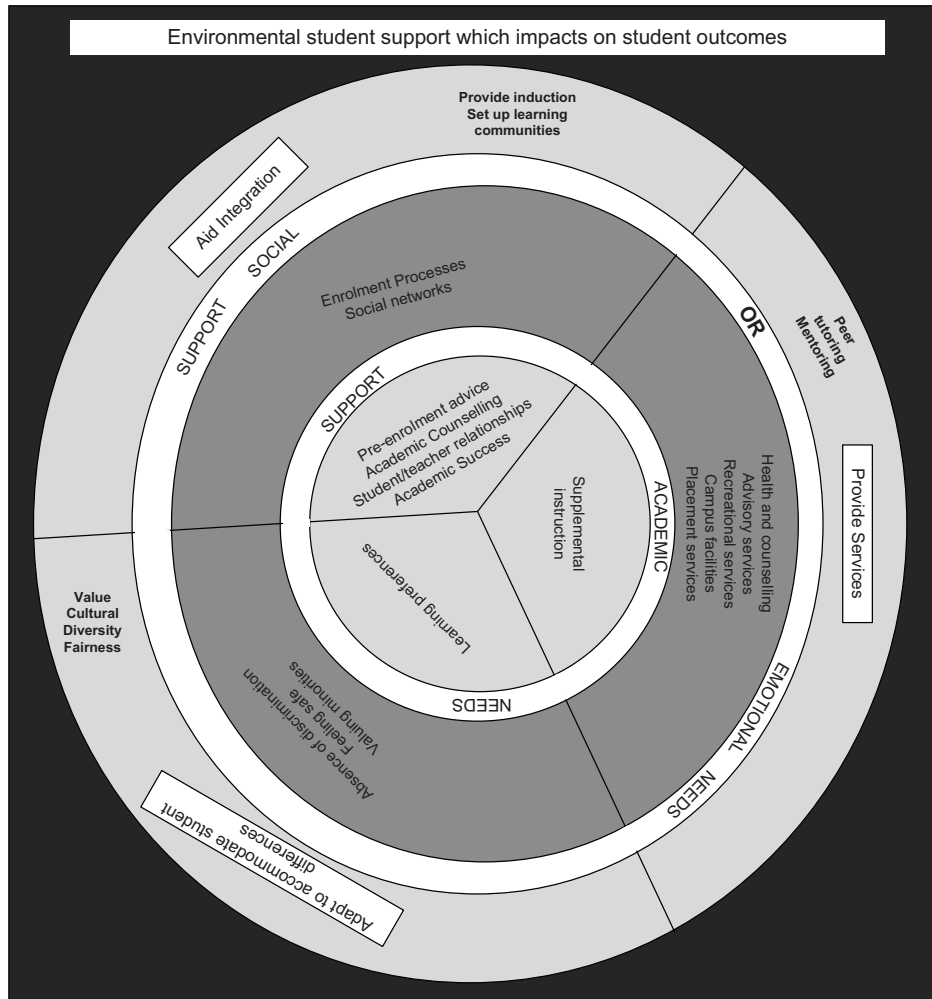 Environmental student support which impacts on student outcomes
Provide induction
Set up learning
communities
Aid Integration
SUPPORT SOCIAL OR EMOTIONAL NEEDS
Enrolment Processes
Social networks
Peer
tutoring
Mentoring
SUPPORT ACADEMIC NEEDS
Pre-enrolment advice
Academic Counselling
Student/teacher relationships
Academic Success
Supplemental
instruction
Health and counselling
Advisory services
Recreational services
Campus facilities
Placement services
Provide Services
Learning preferences
Value
Cultural
Diversity
Fairness
Absence of discrimination
Feeling safe
Valuing minorities
Adapt to accommodate student
differences